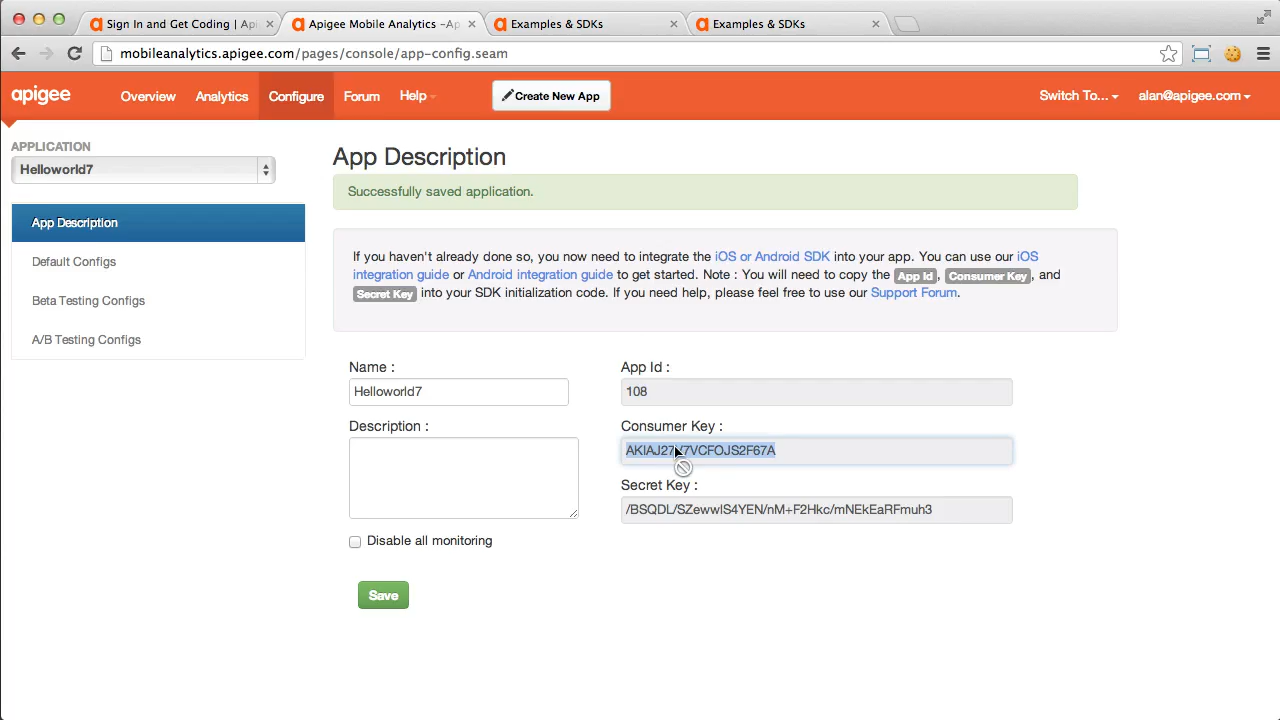 Sign In and Get Coding | Api
Apigee Mobile Analytics –Ap
Examples & SDKs
Examples & SDKs
mobileanalytics.apigee.com/pages/console/app-config.seam
apigee
Overview
Analytics
Configure
Forum
Help
Create New App
Switch To...
alan@apigee.com
APPLICATION
Helloworld7
App Description
Default Configs
Beta Testing Configs
A/B Testing Configs
App Description
Successfully saved application.
If you haven't already done so, you now need to integrate the iOS or Android SDK into your app. You can use our iOS
integration guide or Android integration guide to get started. Note : You will need to copy the App Id, Consumer Key, and
Secret Key into your SDK initialization code. If you need help, please feel free to use our Support Forum.
Name :
Helloworld7
Description :
Disable all monitoring
Save
App Id :
108
Consumer Key :
Secret Key :
/BSQDL/SZewwlS4YEN/nM+F2Hkc/mNEkEaRFmuh3